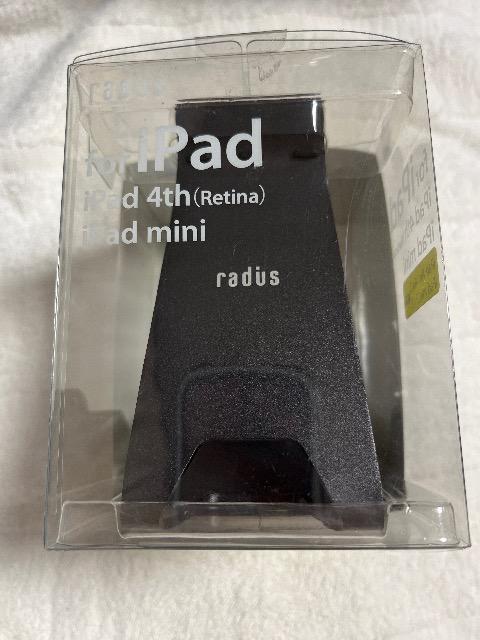 radius
for iPad
iPad 4th (Retina)
iPad mini
radius